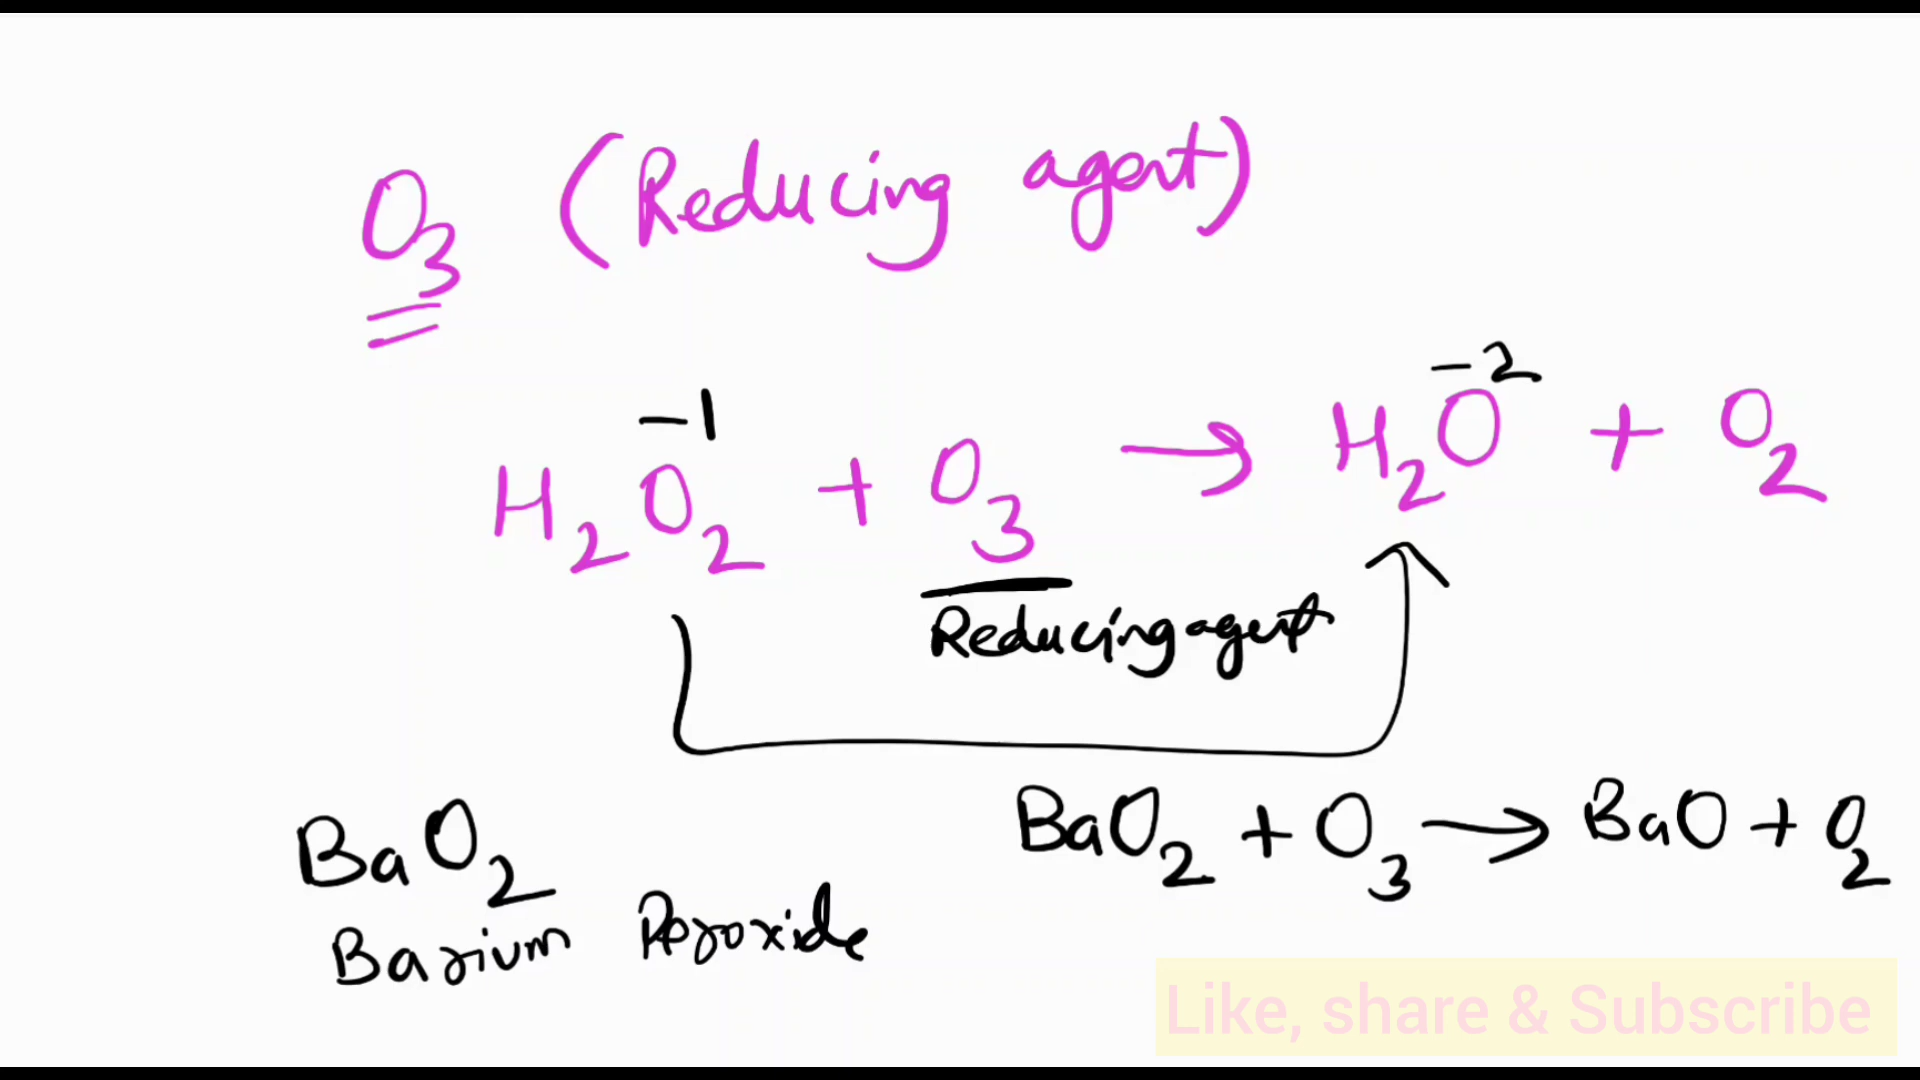 O3 (Reducing agent)
-1 -2
H2O2 + O3 → H2O + O2
Reducing agent
BaO2 BaO2 + O3 → BaO + O2
Barium Peroxide
Like, share & Subscribe